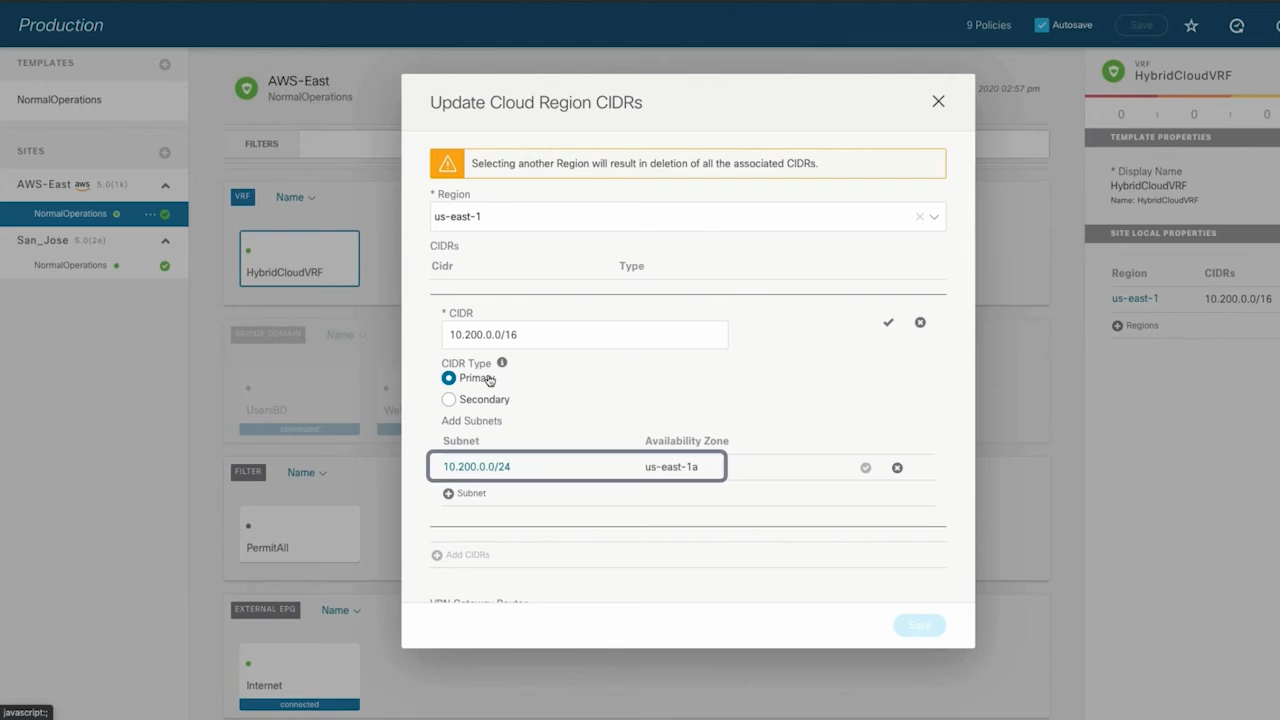 Production
9 Policies
Autosave
Save
TEMPLATES
NormalOperations
SITES
AWS-East aws 5.0(1k)
NormalOperations
San_Jose 5.0(2e)
NormalOperations
AWS-East
NormalOperations
2020 02:57 pm
FILTERS
VRF Name
HybridCloudVRF
BRIDGE DOMAIN Name
UsersBD
connected
We
FILTER Name
PermitAll
EXTERNAL EPG Name
Internet
connected
Update Cloud Region CIDRs
Selecting another Region will result in deletion of all the associated CIDRs.
* Region
us-east-1
CIDRs
Cidr Type
* CIDR
10.200.0.0/16
CIDR Type
Primary
Secondary
Add Subnets
Subnet Availability Zone
10.200.0.0/24 us-east-1a
Subnet
Add CIDRs
VPN Gateway Router
Save
VRF
HybridCloudVRF
0 0 0
TEMPLATE PROPERTIES
* Display Name
HybridCloudVRF
Name: HybridCloudVRF
SITE LOCAL PROPERTIES
Region CIDRs
us-east-1 10.200.0.0/16
Regions
javascript:;